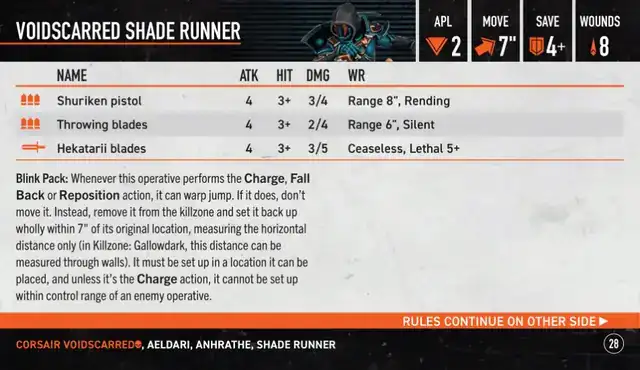 VOIDSCARRED SHADE RUNNER
APL MOVE SAVE WOUNDS
2 7" 4+ 8
NAME ATK HIT DMG WR
Shuriken pistol 4 3+ 3/4 Range 8", Rending
Throwing blades 4 3+ 2/4 Range 6", Silent
Hekatarii blades 4 3+ 3/5 Ceaseless, Lethal 5+
Blink Pack: Whenever this operative performs the Charge, Fall
Back or Reposition action, it can warp jump. If it does, don't
move it. Instead, remove it from the killzone and set it back up
wholly within 7" of its original location, measuring the horizontal
distance only (in Killzone: Gallowdark, this distance can be
measured through walls). It must be set up in a location it can be
placed, and unless it's the Charge action, it cannot be set up
within control range of an enemy operative.
RULES CONTINUE ON OTHER SIDE ►
CORSAIR VOIDSCARRED, AELDARI, ANHRATHE, SHADE RUNNER
28